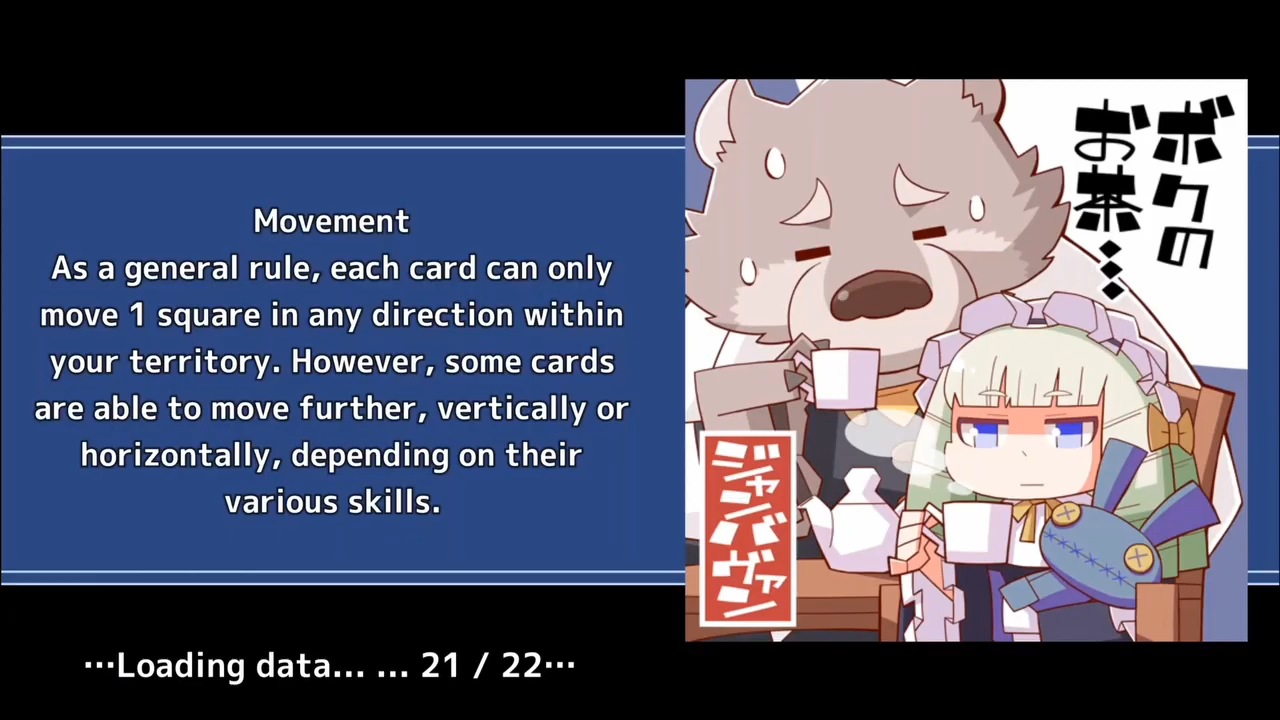 Movement
As a general rule, each card can only
move 1 square in any direction within
your territory. However, some cards
are able to move further, vertically or
horizontally, depending on their
various skills.
…Loading data... ... 21 / 22…
ボクの
お茶…
ジャンバヴァン